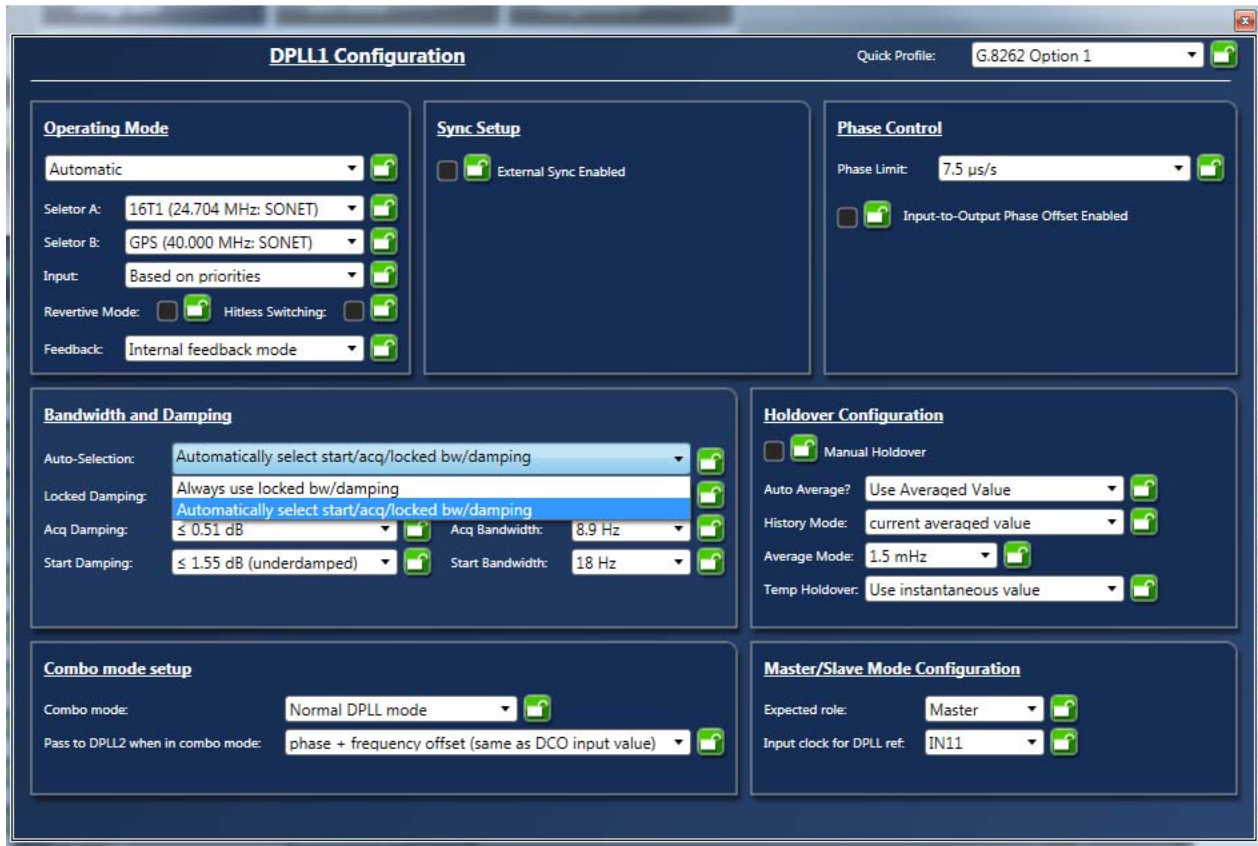 DPLL1 Configuration
Quick Profile: G.8262 Option 1
Operating Mode
Automatic
Seletor A: 16T1 (24.704 MHz: SONET)
Seletor B: GPS (40.000 MHz: SONET)
Input: Based on priorities
Revertive Mode: Hitless Switching:
Feedback: Internal feedback mode
Sync Setup
External Sync Enabled
Phase Control
Phase Limit: 7.5 µs/s
Input-to-Output Phase Offset Enabled
Bandwidth and Damping
Auto-Selection: Automatically select start/acq/locked bw/damping
Always use locked bw/damping
Locked Damping:
Automatically select start/acq/locked bw/damping
Acq Damping: ≤ 0.51 dB Acq Bandwidth: 8.9 Hz
Start Damping: ≤ 1.55 dB (underdamped) Start Bandwidth: 18 Hz
Holdover Configuration
Manual Holdover
Auto Average? Use Averaged Value
History Mode: current averaged value
Average Mode: 1.5 mHz
Temp Holdover: Use instantaneous value
Combo mode setup
Combo mode: Normal DPLL mode
Pass to DPLL2 when in combo mode: phase + frequency offset (same as DCO input value)
Master/Slave Mode Configuration
Expected role: Master
Input clock for DPLL ref: IN11